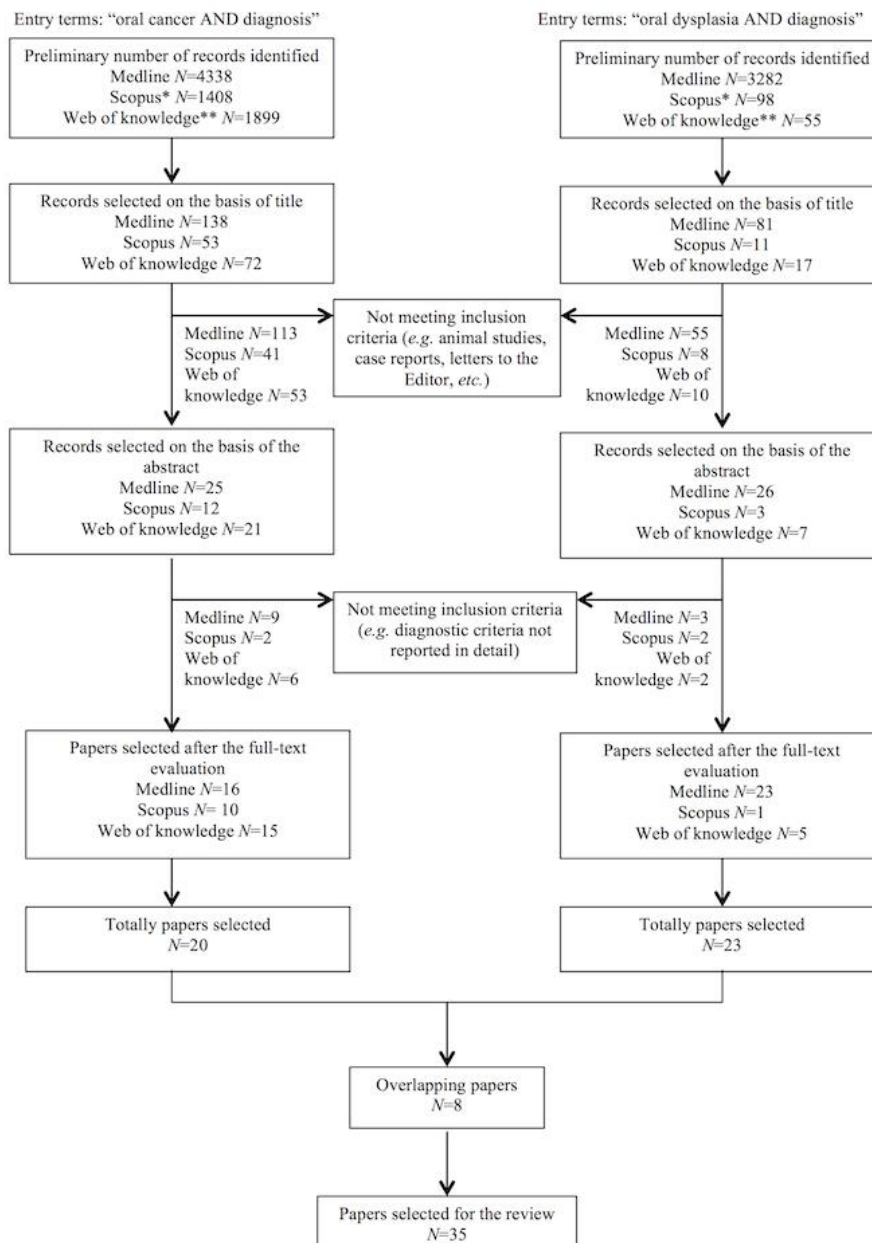 Entry terms: “oral cancer AND diagnosis”
Preliminary number of records identified
Medline N=4338
Scopus* N=1408
Web of knowledge** N=1899
Records selected on the basis of title
Medline N=138
Scopus N=53
Web of knowledge N=72
Medline N=113
Scopus N=41
Web of
knowledge N=53
Records selected on the basis of the
abstract
Medline N=25
Scopus N=12
Web of knowledge N=21
Medline N=9
Scopus N=2
Web of
knowledge N=6
Papers selected after the full-text
evaluation
Medline N=16
Scopus N= 10
Web of knowledge N=15
Totally papers selected
N=20
Not meeting inclusion
criteria (e.g. animal studies,
case reports, letters to the
Editor, etc.)
Not meeting inclusion criteria
(e.g. diagnostic criteria not
reported in detail)
Entry terms: “oral dysplasia AND diagnosis”
Preliminary number of records identified
Medline N=3282
Scopus* N=98
Web of knowledge** N=55
Records selected on the basis of title
Medline N=81
Scopus N=11
Web of knowledge N=17
Medline N=55
Scopus N=8
Web of
knowledge N=10
Records selected on the basis of the
abstract
Medline N=26
Scopus N=3
Web of knowledge N=7
Medline N=3
Scopus N=2
Web of
knowledge N=2
Papers selected after the full-text
evaluation
Medline N=23
Scopus N=1
Web of knowledge N=5
Totally papers selected
N=23
Overlapping papers
N=8
Papers selected for the review
N=35